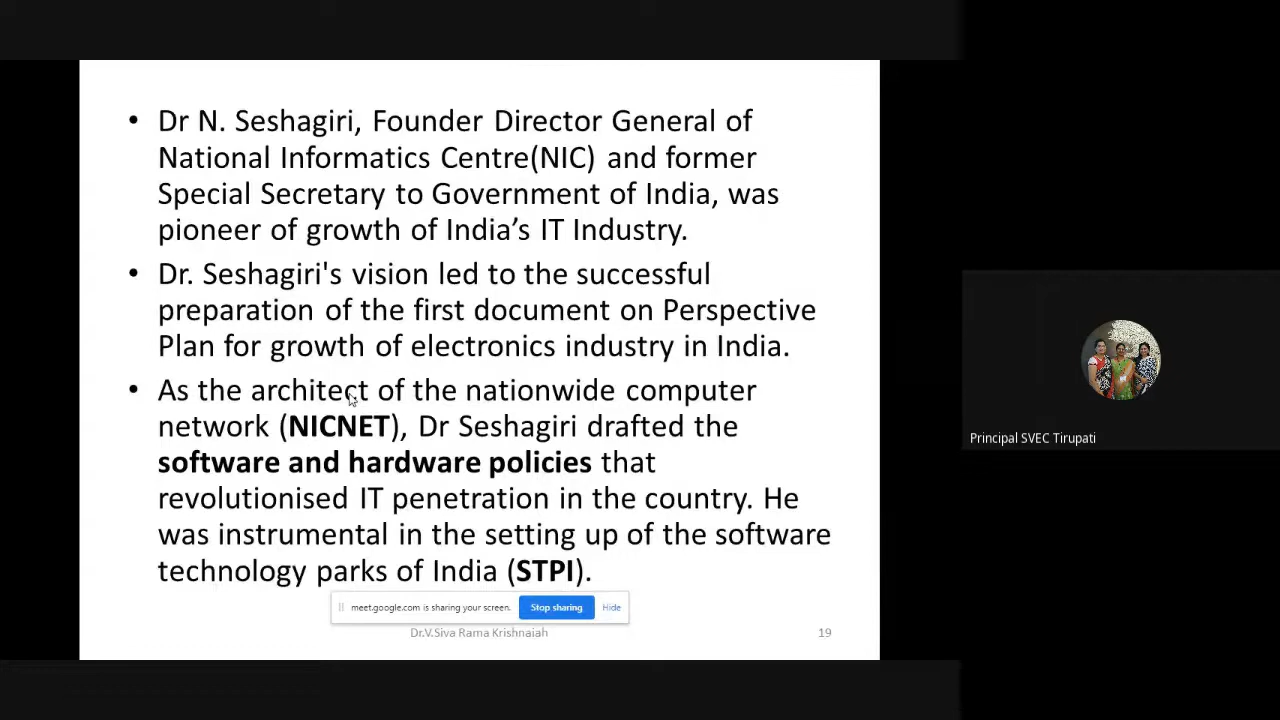 • Dr N. Seshagiri, Founder Director General of
National Informatics Centre(NIC) and former
Special Secretary to Government of India, was
pioneer of growth of India’s IT Industry.
• Dr. Seshagiri's vision led to the successful
preparation of the first document on Perspective
Plan for growth of electronics industry in India.
• As the architect of the nationwide computer
network (NICNET), Dr Seshagiri drafted the
software and hardware policies that
revolutionised IT penetration in the country. He
was instrumental in the setting up of the software
technology parks of India (STPI).
meet.google.com is sharing your screen. Stop sharing Hide
Dr.V.Siva Rama Krishnaiah 19
Principal SVEC Tirupati